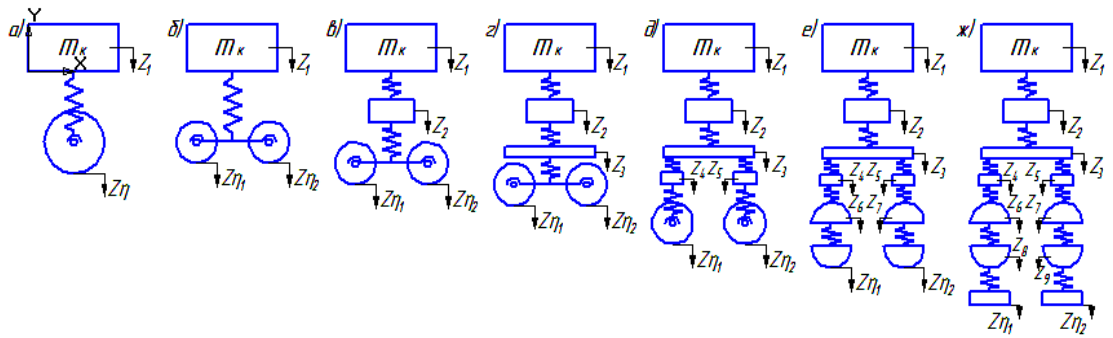 а) Y mк X Z1 Zη
б) mк Z1 Zη1 Zη2
в) mк Z1 Z2 Zη1 Zη2
г) mк Z1 Z2 Z3 Zη1 Zη2
д) mк Z1 Z2 Z3 Z4 Z5 Zη1 Zη2
е) mк Z1 Z2 Z3 Z4 Z5 Z6 Z7 Zη1 Zη2
ж) mк Z1 Z2 Z3 Z4 Z5 Z6 Z7 Z8 Z9 Zη1 Zη2